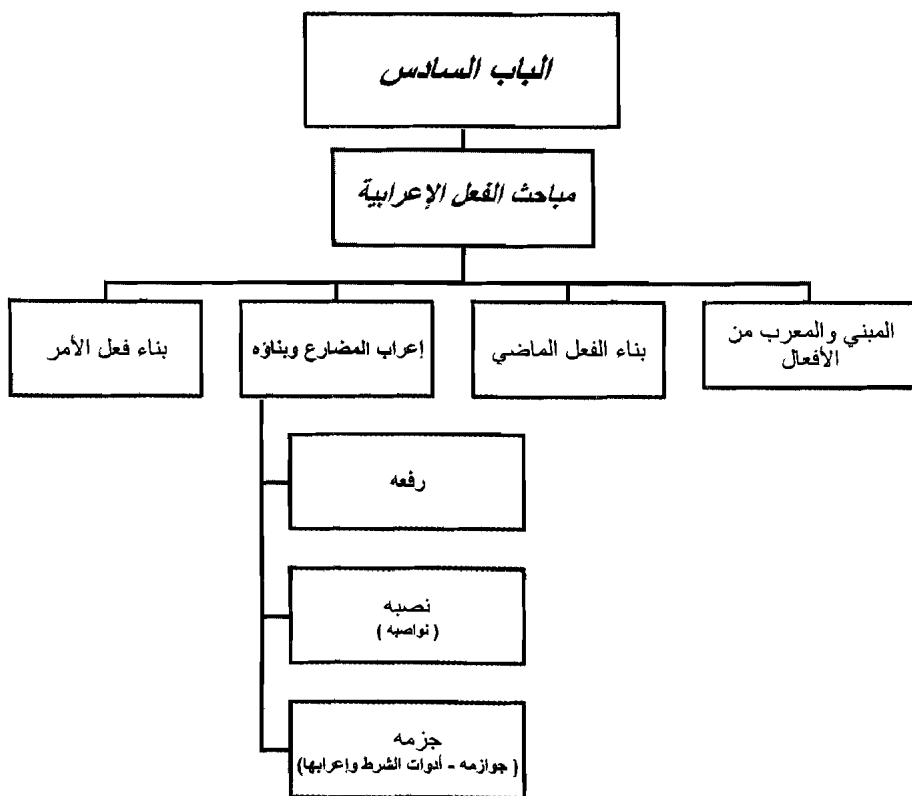 الباب السادس
مباحث الفعل الإعرابية
المبني والمعرب من
الأفعال
بناء الفعل الماضي
إعراب المضارع وبناؤه
بناء فعل الأمر
رفعه
نصبه
( نواصبه )
جزمه
( جوازمه - أدوات الشرط وإعرابها)